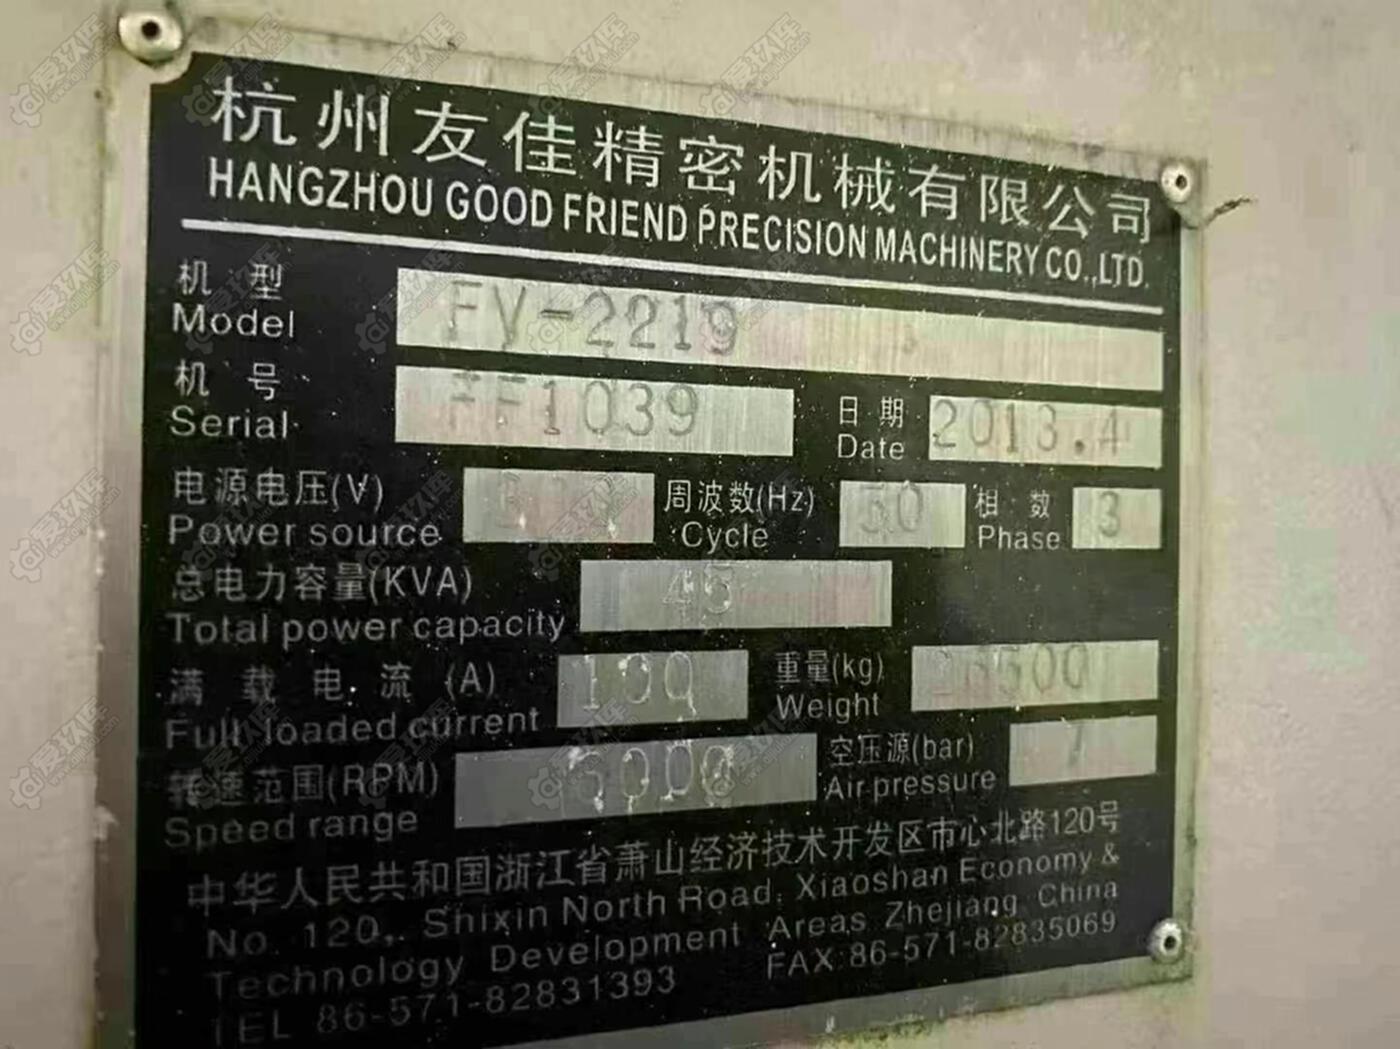 杭州友佳精密机械有限公司
HANGZHOU GOOD FRIEND PRECISION MACHINERY CO.,LTD.
机型 Model FV-2219
机号 Serial FF1039 日期 Date 2013.4
电源电压(V) Power source 周波数(Hz) Cycle 50 相数 Phase 3
总电力容量(KVA) Total power capacity 45
满载电流(A) Full loaded current 100 重量(kg) Weight
转速范围(RPM) Speed range 6000 空压源(bar) Air pressure 7
中华人民共和国浙江省萧山经济技术开发区市心北路120号
No. 120, Shixin North Road, Xiaoshan Economy &
Technology Development Areas Zhejiang China
TEL 86-571-82831393 FAX:86-571-82835069